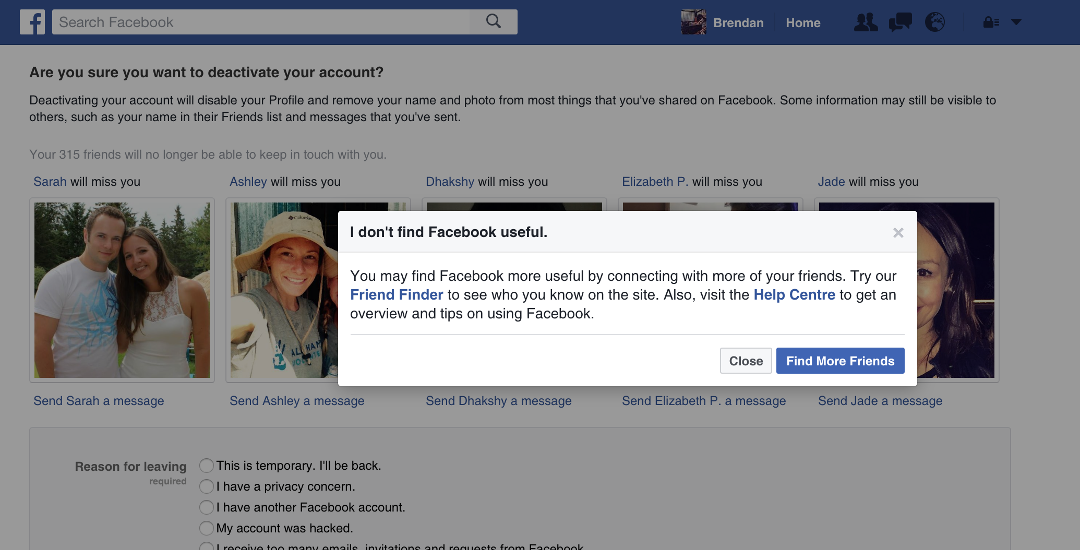 f
Search Facebook
Brendan
Home
Are you sure you want to deactivate your account?
Deactivating your account will disable your Profile and remove your name and photo from most things that you've shared on Facebook. Some information may still be visible to
others, such as your name in their Friends list and messages that you've sent.
Your 315 friends will no longer be able to keep in touch with you.
Sarah will miss you
Ashley will miss you
Dhakshy will miss you
Elizabeth P. will miss you
Jade will miss you
Columbia
I don't find Facebook useful.
×
You may find Facebook more useful by connecting with more of your friends. Try our
Friend Finder to see who you know on the site. Also, visit the Help Centre to get an
overview and tips on using Facebook.
Close
Find More Friends
Send Sarah a message
Send Ashley a message
Send Dhakshy a message
Send Elizabeth P. a message
Send Jade a message
Reason for leaving
required
This is temporary. I'll be back.
I have a privacy concern.
I have another Facebook account.
My account was hacked.
I receive too many emails, invitations and requests from Facebook